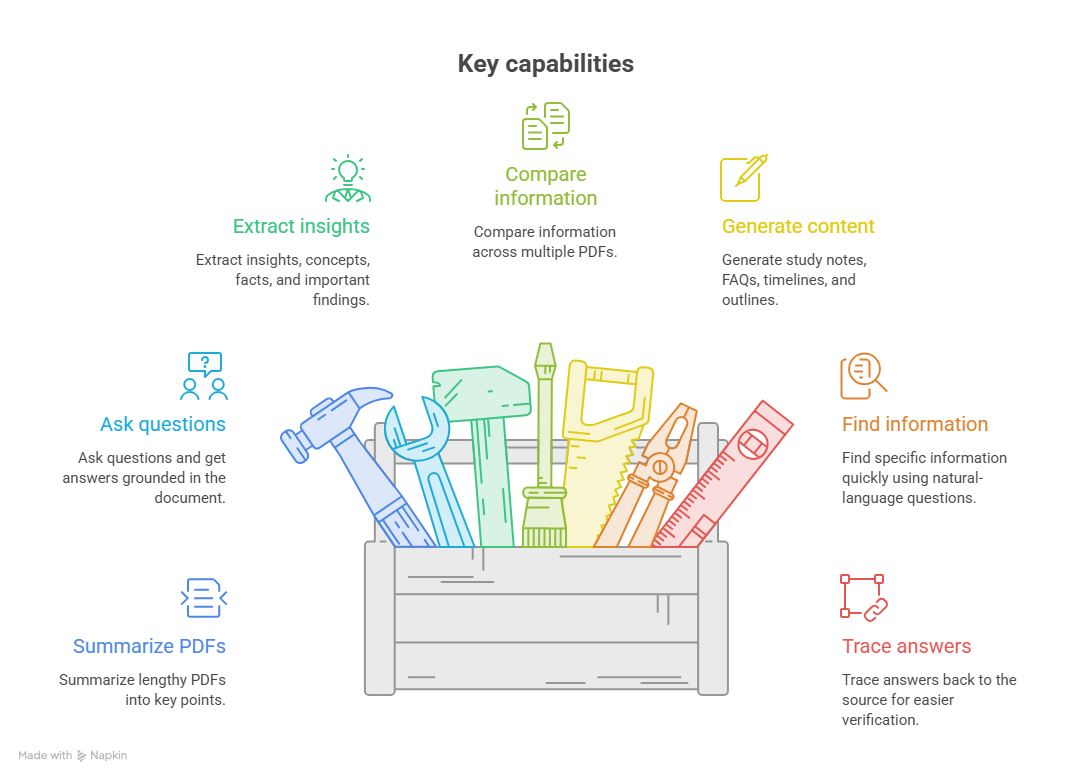 Key capabilities
Compare
information
Compare information
across multiple PDFs.
Extract insights
Extract insights, concepts,
facts, and important
findings.
Generate content
Generate study notes,
FAQs, timelines, and
outlines.
?
Ask questions
Ask questions and get
answers grounded in the
document.
Find information
Find specific information
quickly using natural-
language questions.
Summarize PDFs
Summarize lengthy PDFs
into key points.
Trace answers
Trace answers back to the
source for easier
verification.
Made with Napkin